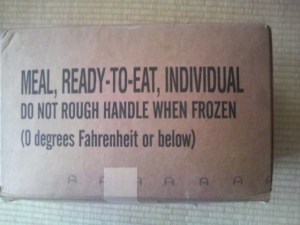 MEAL, READY-TO-EAT, INDIVIDUAL
DO NOT ROUGH HANDLE WHEN FROZEN
(0 degrees Fahrenheit or below)